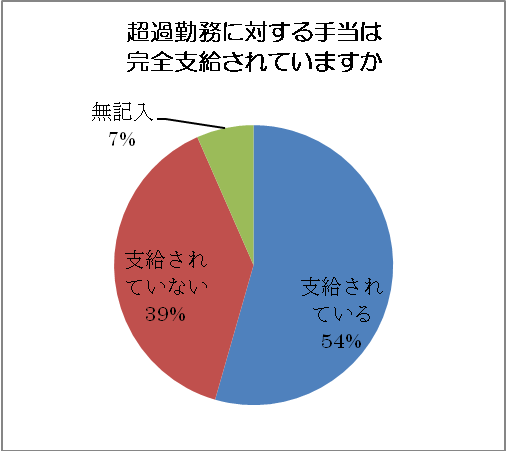 超過勤務に対する手当は
完全支給されていますか
無記入
7%
支給され
ていない
39%
支給され
ている
54%